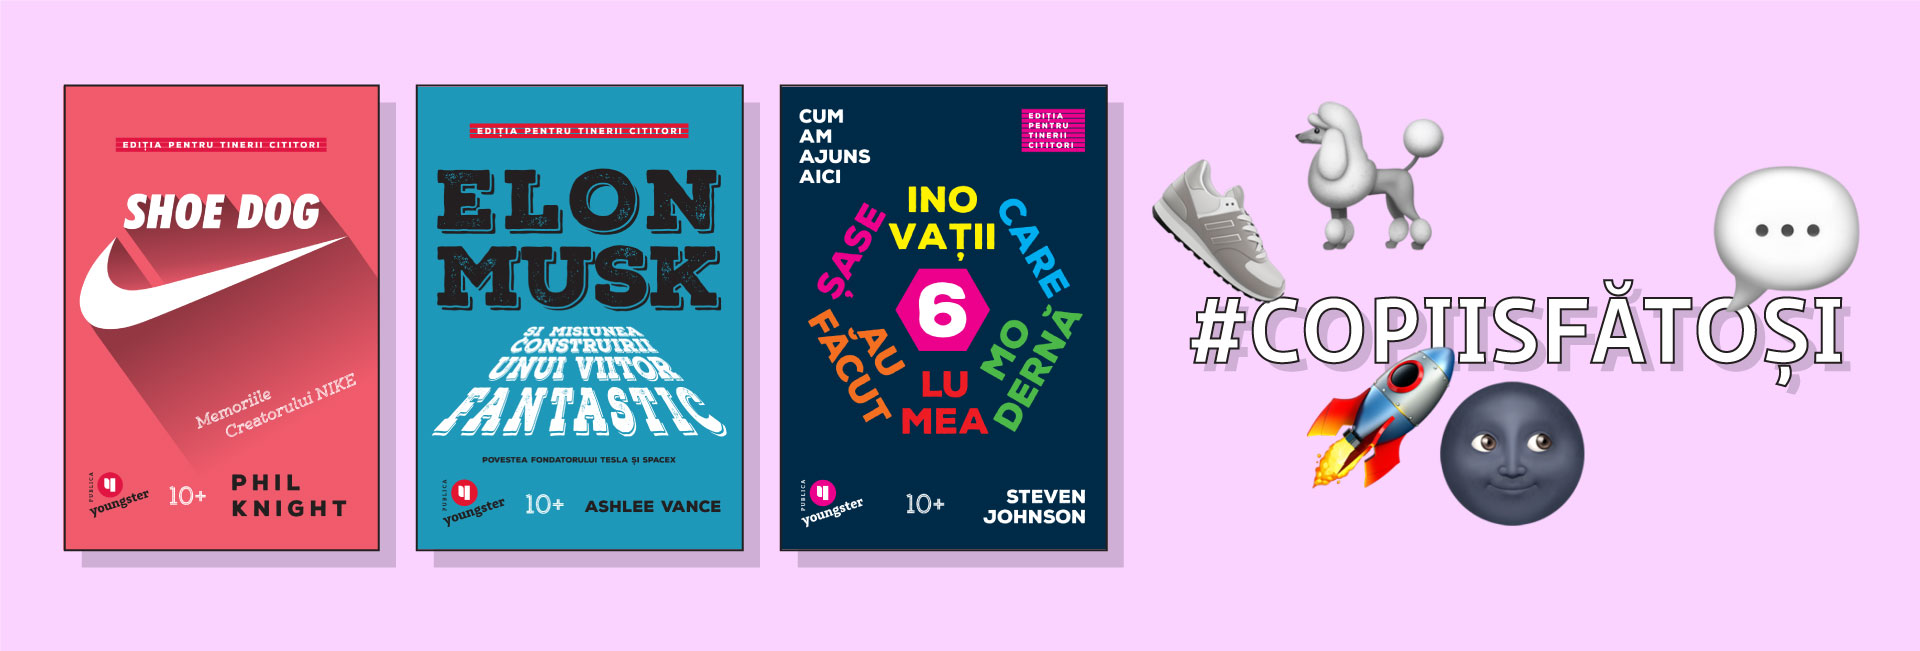 EDIȚIA PENTRU TINERII CITITORI
SHOE DOG
Memoriile
Creatorului NIKE
PUBLICA
youngster
10+
PHIL
KNIGHT
EDIȚIA PENTRU TINERII CITITORI
ELON
MUSK
ȘI MISIUNEA
CONSTRUIRII
UNUI VIITOR
FANTASTIC
POVESTEA FONDATORULUI TESLA ȘI SPACEX
PUBLICA
youngster
10+
ASHLEE VANCE
CUM
AM
AJUNS
AICI
EDIȚIA
PENTRU
TINERII
CITITORI
ȘASE
INO
VAȚII
CARE
AU
FĂCUT
LU
MEA
MO
DERNĂ
6
PUBLICA
youngster
10+
STEVEN
JOHNSON
#COPIISFĂTOȘI